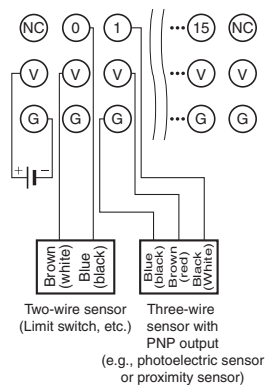 NC 0 1 ••• 15 NC
V V V ••• V V
G G G ••• G G
+ −
Brown
(white)
Blue
(black)
Blue
(black)
Brown
(red)
Black
(White)
Two-wire sensor
(Limit switch, etc.)
Three-wire
sensor with
PNP output
(e.g., photoelectric sensor
or proximity sensor)